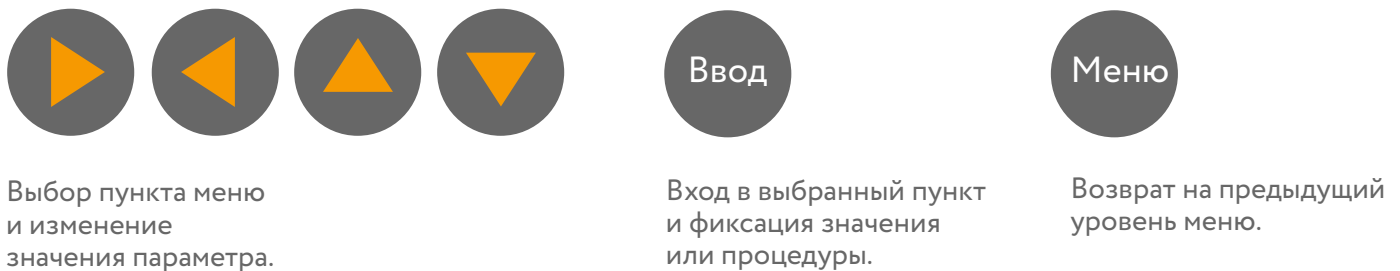 Ввод
Меню
Выбор пункта меню
и изменение
значения параметра.
Вход в выбранный пункт
и фиксация значения
или процедуры.
Возврат на предыдущий
уровень меню.